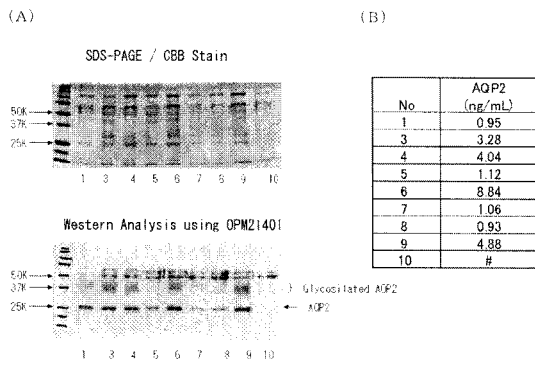 (A)
SDS-PAGE / CBB Stain
50K
37K
25K
1 3 4 5 6 7 8 9 10
Western Analysis using OPM21401
50K
37K
25K
Glycosilated AQP2
AQP2
1 3 4 5 6 7 8 9 10
(B)
No AQP2 (ng/mL)
1 0.95
3 3.28
4 4.04
5 1.12
6 8.84
7 1.06
8 0.93
9 4.88
10 #